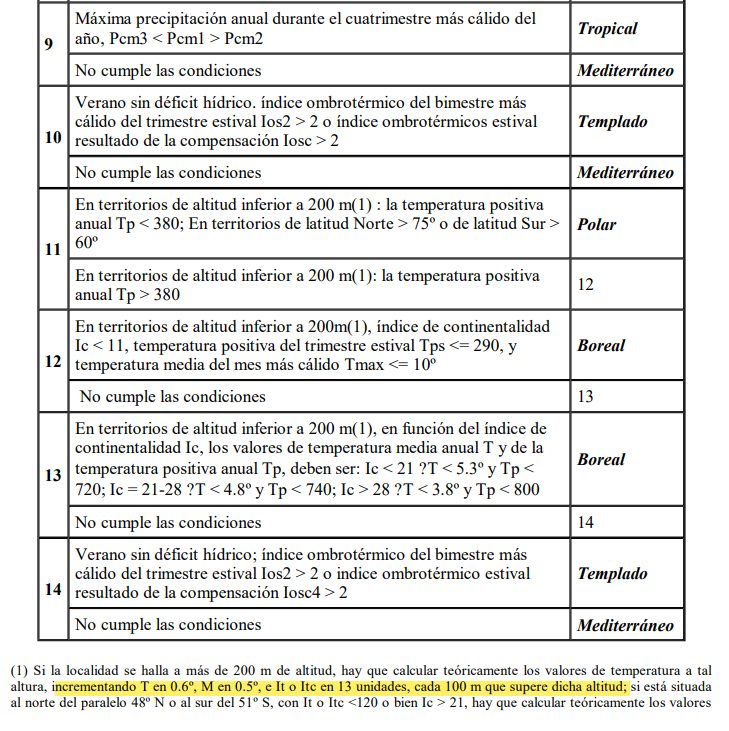 9
Máxima precipitación anual durante el cuatrimestre más cálido del
año, Pcm3 < Pcm1 > Pcm2
Tropical
No cumple las condiciones
Mediterráneo
10
Verano sin déficit hídrico. índice ombrotérmico del bimestre más
cálido del trimestre estival Ios2 > 2 o índice ombrotérmicos estival
resultado de la compensación Iosc > 2
Templado
No cumple las condiciones
Mediterráneo
11
En territorios de altitud inferior a 200 m(1) : la temperatura positiva
anual Tp < 380; En territorios de latitud Norte > 75º o de latitud Sur >
60º
Polar
En territorios de altitud inferior a 200 m(1): la temperatura positiva
anual Tp > 380
12
12
En territorios de altitud inferior a 200m(1), índice de continentalidad
Ic < 11, temperatura positiva del trimestre estival Tps <= 290, y
temperatura media del mes más cálido Tmax <= 10º
Boreal
No cumple las condiciones
13
13
En territorios de altitud inferior a 200 m(1), en función del índice de
continentalidad Ic, los valores de temperatura media anual T y de la
temperatura positiva anual Tp, deben ser: Ic < 21 ?T < 5.3º y Tp <
720; Ic = 21-28 ?T < 4.8º y Tp < 740; Ic > 28 ?T < 3.8º y Tp < 800
Boreal
No cumple las condiciones
14
14
Verano sin déficit hídrico; índice ombrotérmico del bimestre más
cálido del trimestre estival Ios2 > 2 o indice ombrotérmico estival
resultado de la compensación Iosc4 > 2
Templado
No cumple las condiciones
Mediterráneo
(1) Si la localidad se halla a más de 200 m de altitud, hay que calcular teóricamente los valores de temperatura a tal
altura, incrementando T en 0.6º, M en 0.5º, e It o Itc en 13 unidades, cada 100 m que supere dicha altitud; si está situada
al norte del paralelo 48º N o al sur del 51º S, con It o Itc <120 o bien Ic > 21, hay que calcular teóricamente los valores